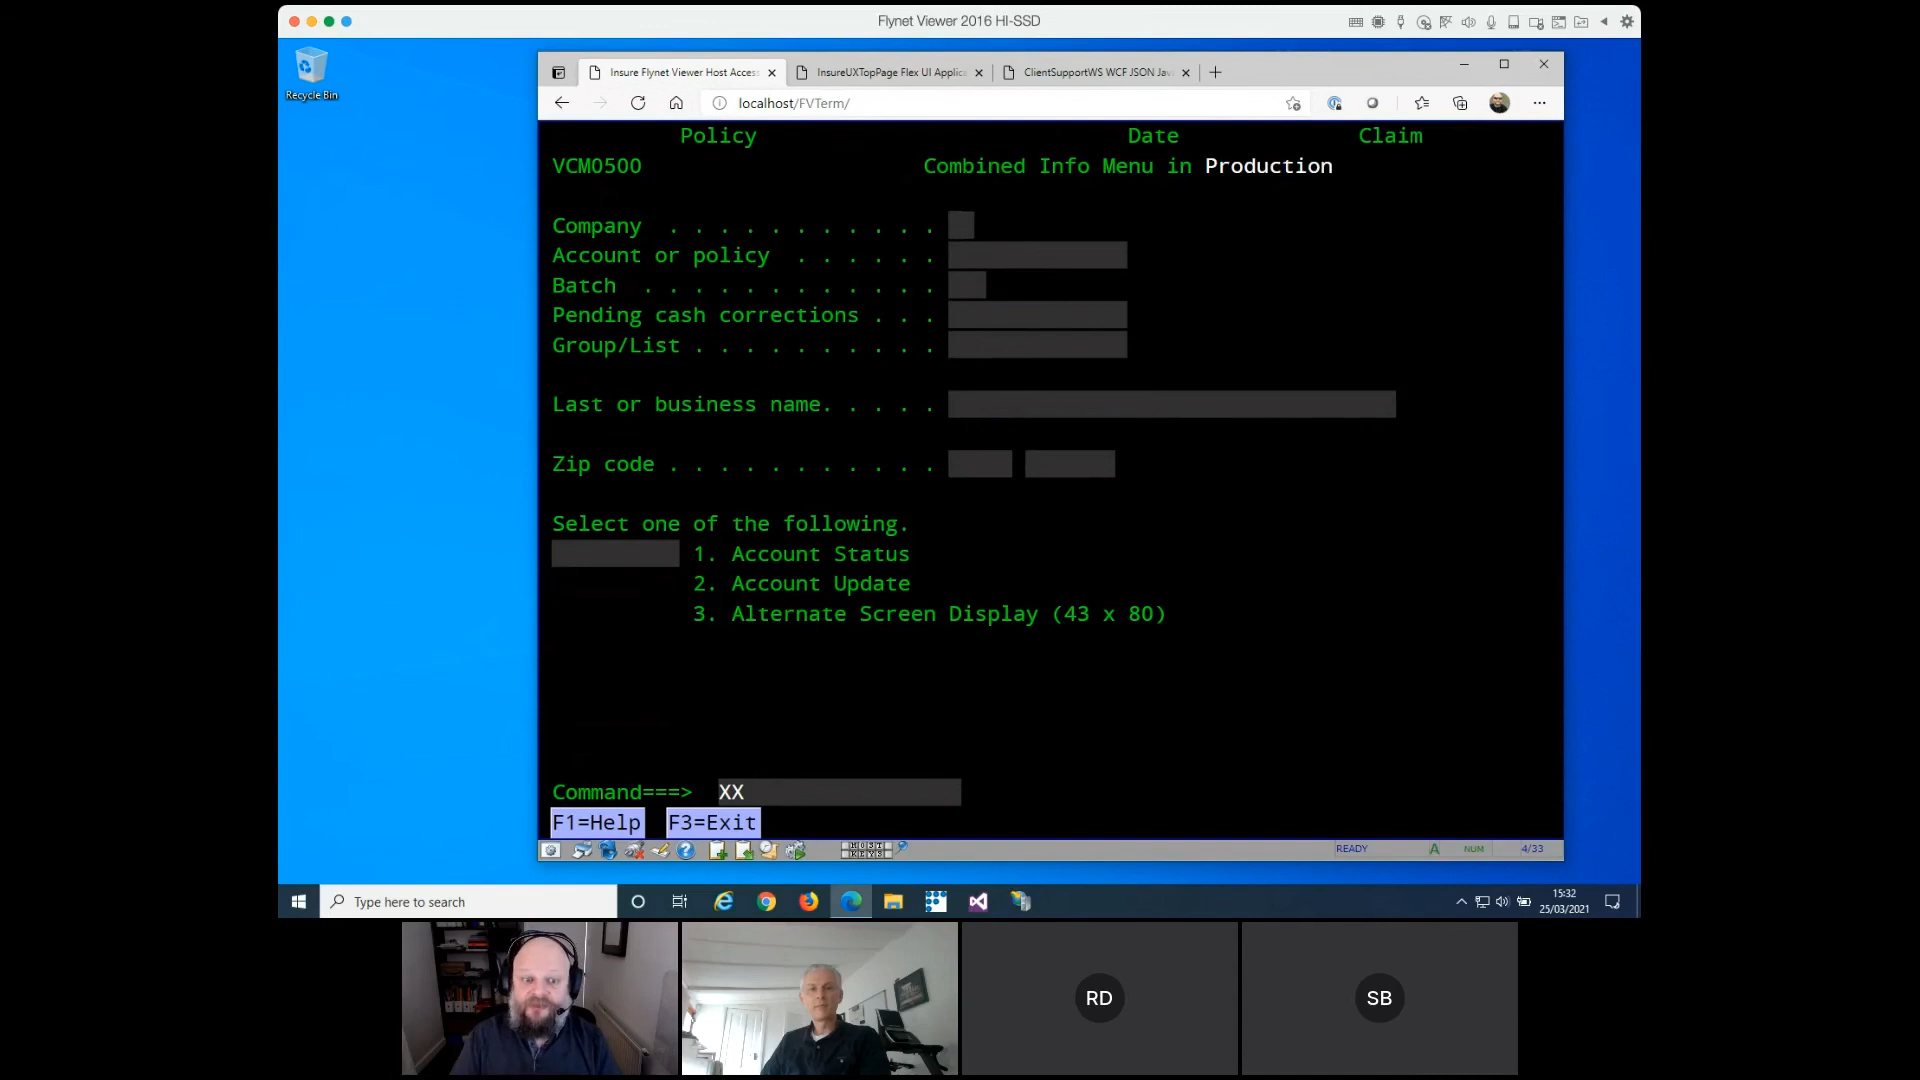 Flynet Viewer 2016 HI-SSD
Recycle Bin
Insure Flynet Viewer Host Acces
InsureUXTopPage Flex UI Applic
ClientSupportWS WCF JSON Jav
localhost/FVTerm/
Policy Date Claim
VCM0500 Combined Info Menu in Production
Company . . . . . . . . . . .
Account or policy . . . . . .
Batch . . . . . . . . . . . .
Pending cash corrections . . .
Group/List . . . . . . . . . .
Last or business name. . . . .
Zip code . . . . . . . . . . .
Select one of the following.
1. Account Status
2. Account Update
3. Alternate Screen Display (43 x 80)
Command===> XX
F1=Help F3=Exit
HOST KEYS
READY A NUM 4/33
Type here to search
15:32
25/03/2021
RD
SB